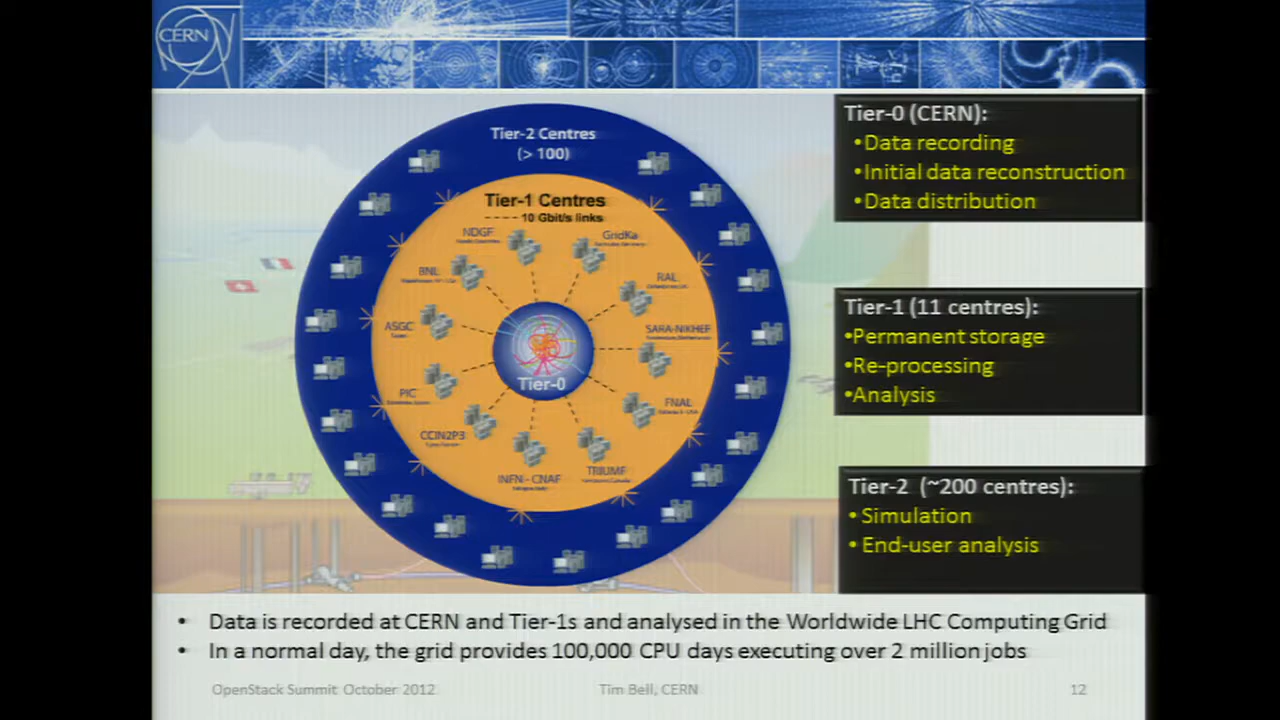 CERN
Tier-2 Centres
(> 100)
Tier-1 Centres
10 Gbit/s links
NDGF
GridKa
BNL
RAL
ASGC
SARA-NIKHEF
Tier-0
PIC
FNAL
CCIN2P3
INFN - CNAF
TRIUMF
Tier-0 (CERN):
•Data recording
•Initial data reconstruction
•Data distribution
Tier-1 (11 centres):
•Permanent storage
•Re-processing
•Analysis
Tier-2 (~200 centres):
• Simulation
• End-user analysis
• Data is recorded at CERN and Tier-1s and analysed in the Worldwide LHC Computing Grid
• In a normal day, the grid provides 100,000 CPU days executing over 2 million jobs
OpenStack Summit October 2012
Tim Bell, CERN
12